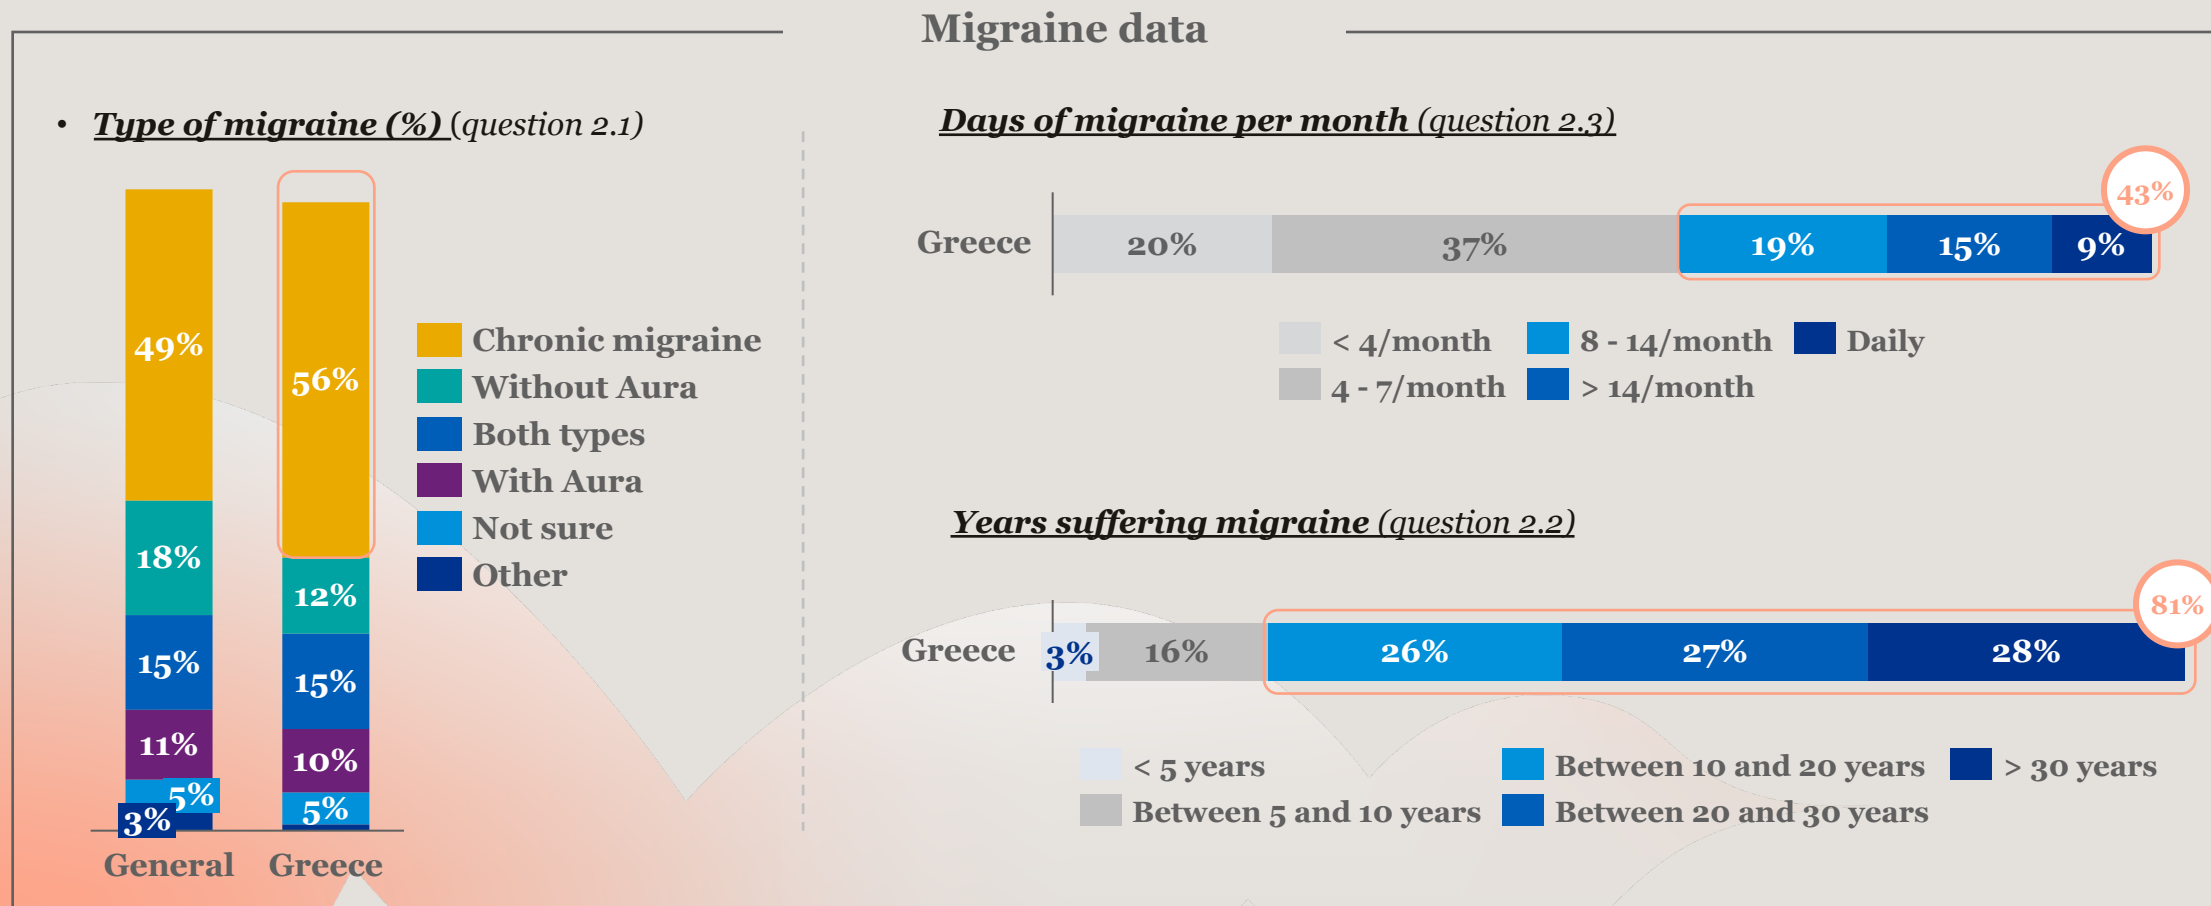 Migraine data
• Type of migraine (%) (question 2.1)
49%
18%
15%
11%
5%
3%
General
56%
12%
15%
10%
5%
Greece
Chronic migraine
Without Aura
Both types
With Aura
Not sure
Other
Days of migraine per month (question 2.3)
43%
Greece 20% 37% 19% 15% 9%
< 4/month 8 - 14/month Daily
4 - 7/month > 14/month
Years suffering migraine (question 2.2)
81%
Greece 3% 16% 26% 27% 28%
< 5 years Between 10 and 20 years > 30 years
Between 5 and 10 years Between 20 and 30 years